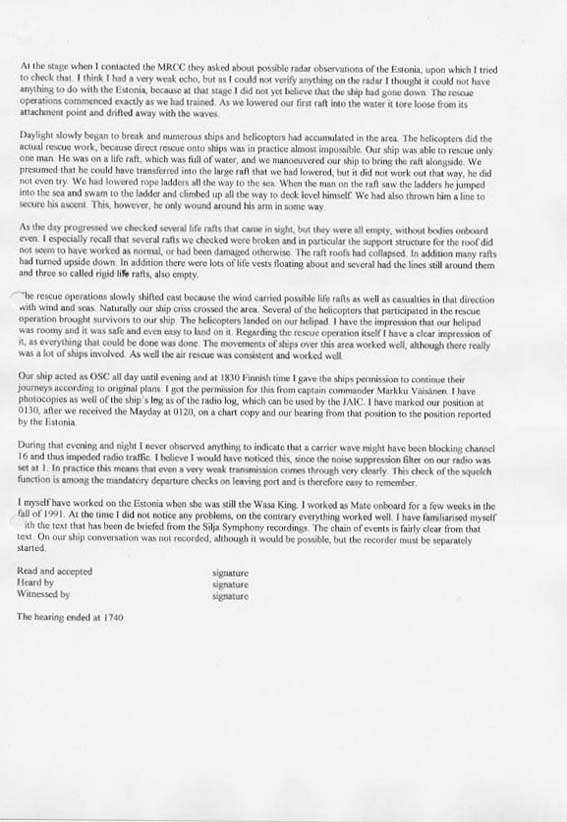 At the stage when I contacted the MRCC they asked about possible radar observations of the Estonia, upon which I tried
to check that. I think I had a very weak echo, but as I could not verify anything on the radar I thought it could not have
anything to do with the Estonia, because at that stage I did not yet believe that the ship had gone down. The rescue
operations commenced exactly as we had trained. As we lowered our first raft into the water it tore loose from its
attachment point and drifted away with the waves.
Daylight slowly began to break and numerous ships and helicopters had accumulated in the area. The helicopters did the
actual rescue work, because direct rescue onto ships was in practice almost impossible. Our ship was able to rescue only
one man. He was on a life raft, which was full of water, and we manoeuvered our ship to bring the raft alongside. We
presumed that he could have transferred into the large raft that we had lowered, but it did not work out that way, he did
not even try. We had lowered rope ladders all the way to the sea. When the man on the raft saw the ladders he jumped
into the sea and swam to the ladder and climbed up all the way to deck level himself. We had also thrown him a line to
secure his ascent. This, however, he only wound around his arm in some way.
As the day progressed we checked several life rafts that came in sight, but they were all empty, without bodies onboard
even. I especially recall that several rafts we checked were broken and in particular the support structure for the roof did
not seem to have worked as normal, or had been damaged otherwise. The raft roofs had collapsed. In addition many rafts
had turned upside down. In addition there were lots of life vests floating about and several had the lines still around them
and three so called rigid life rafts, also empty.
he rescue operations slowly shifted east because the wind carried possible life rafts as well as casualties in that direction
with wind and seas. Naturally our ship criss crossed the area. Several of the helicopters that participated in the rescue
operation brought survivors to our ship. The helicopters landed on our helipad. I have the impression that our helipad
was roomy and it was safe and even easy to land on it. Regarding the rescue operation itself I have a clear impression of
it, as everything that could be done was done. The movements of ships over this area worked well, although there really
was a lot of ships involved. As well the air rescue was consistent and worked well.
Our ship acted as OSC all day until evening and at 1830 Finnish time I gave the ships permission to continue their
journeys according to original plans. I got the permission for this from captain commander Markku Väisänen. I have
photocopies as well of the ship's log as of the radio log, which can be used by the JAIC. I have marked our position at
0130, after we received the Mayday at 0120, on a chart copy and our bearing from that position to the position reported
by the Estonia.
During that evening and night I never observed anything to indicate that a carrier wave might have been blocking channel
16 and thus impeded radio traffic. I believe I would have noticed this, since the noise suppression filter on our radio was
set at 1. In practice this means that even a very weak transmission comes through very clearly. This check of the squelch
function is among the mandatory departure checks on leaving port and is therefore easy to remember.
I myself have worked on the Estonia when she was still the Wasa King. I worked as Mate onboard for a few weeks in the
fall of 1991. At the time I did not notice any problems, on the contrary everything worked well. I have familiarised myself
ith the text that has been de briefed from the Silja Symphony recordings. The chain of events is fairly clear from that
text. On our ship conversation was not recorded, although it would be possible, but the recorder must be separately
started.
Read and accepted signature
Heard by signature
Witnessed by signature
The hearing ended at 1740